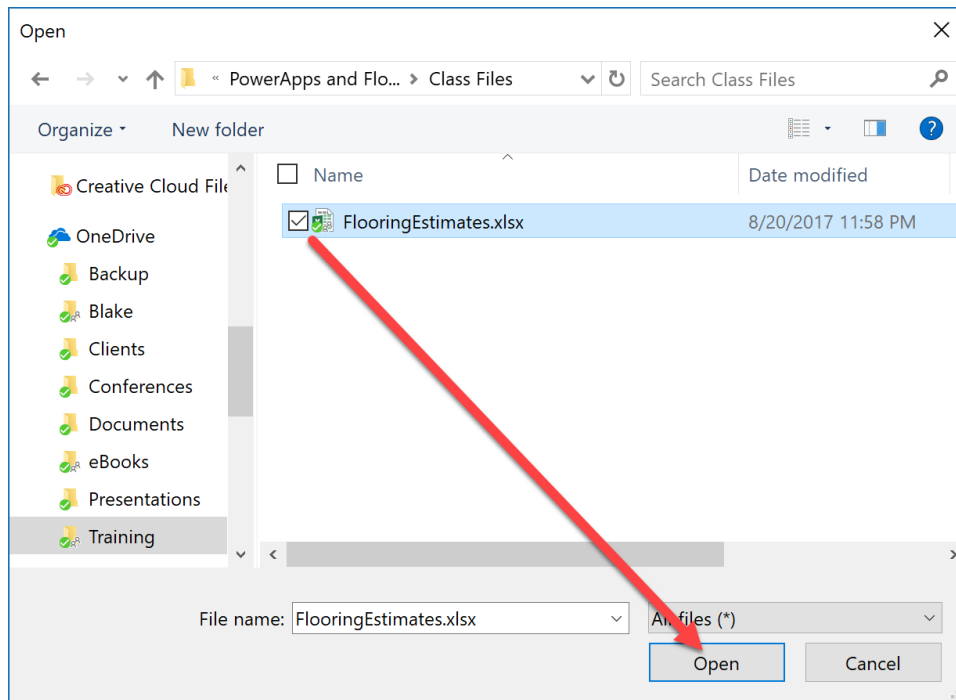 Open
« PowerApps and Flo... > Class Files
Search Class Files
Organize
New folder
?
Name
Date modified
Creative Cloud File
FlooringEstimates.xlsx
8/20/2017 11:58 PM
OneDrive
Backup
Blake
Clients
Conferences
Documents
eBooks
Presentations
Training
File name:
FlooringEstimates.xlsx
All files (*)
Open
Cancel